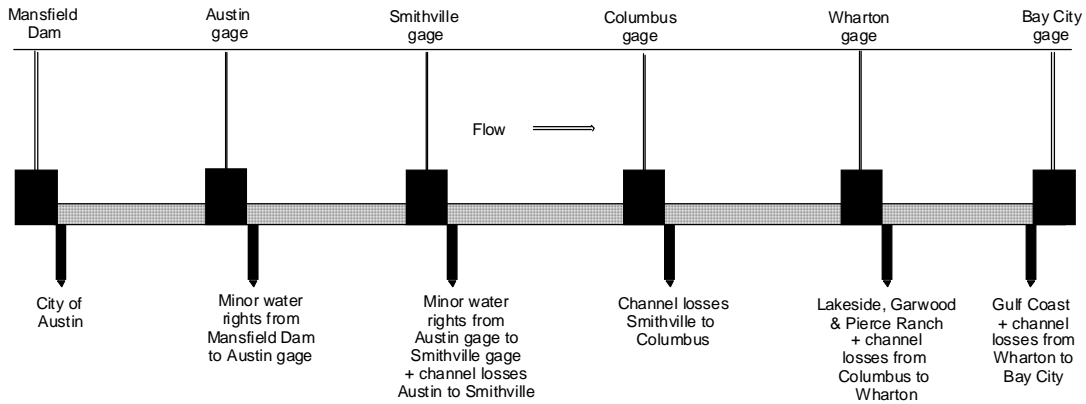 Mansfield
Dam
Austin
gage
Smithville
gage
Columbus
gage
Wharton
gage
Bay City
gage
Flow
City of
Austin
Minor water
rights from
Mansfield Dam
to Austin gage
Minor water
rights from
Austin gage to
Smithville gage
+ channel losses
Austin to Smithville
Channel losses
Smithville to
Columbus
Lakeside, Garwood
& Pierce Ranch
+ channel
losses from
Columbus to
Wharton
Gulf Coast
+ channel
losses from
Wharton to
Bay City